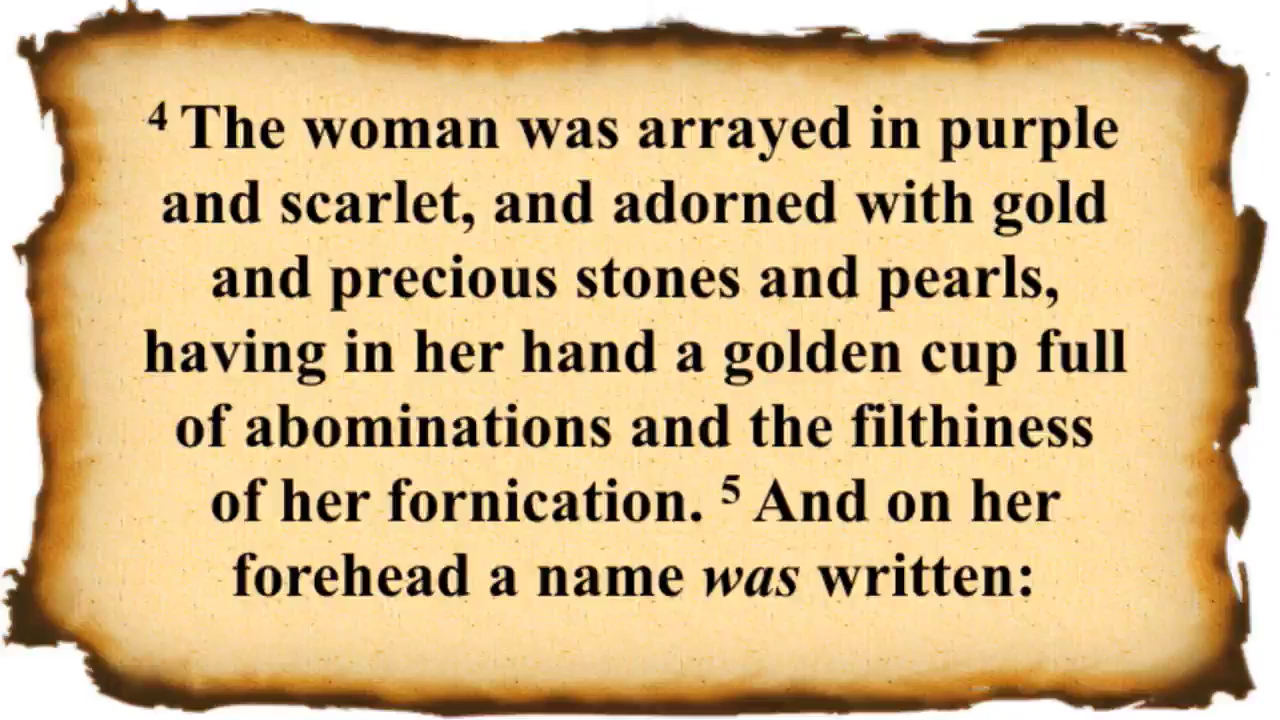 4 The woman was arrayed in purple
and scarlet, and adorned with gold
and precious stones and pearls,
having in her hand a golden cup full
of abominations and the filthiness
of her fornication. 5 And on her
forehead a name was written: